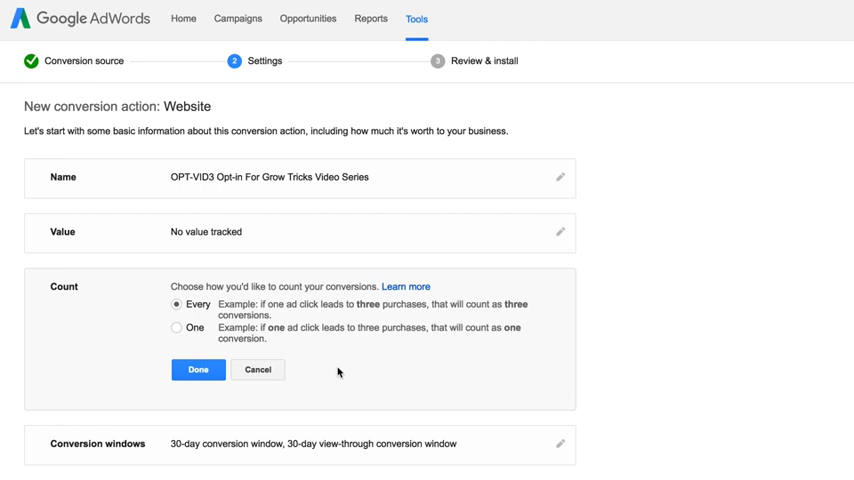 Google AdWords Home Campaigns Opportunities Reports Tools
Conversion source 2 Settings 3 Review & install
New conversion action: Website
Let's start with some basic information about this conversion action, including how much it's worth to your business.
Name OPT-VID3 Opt-in For Grow Tricks Video Series
Value No value tracked
Count Choose how you'd like to count your conversions. Learn more
Every Example: if one ad click leads to three purchases, that will count as three
conversions.
One Example: if one ad click leads to three purchases, that will count as one
conversion.
Done Cancel
Conversion windows 30-day conversion window, 30-day view-through conversion window